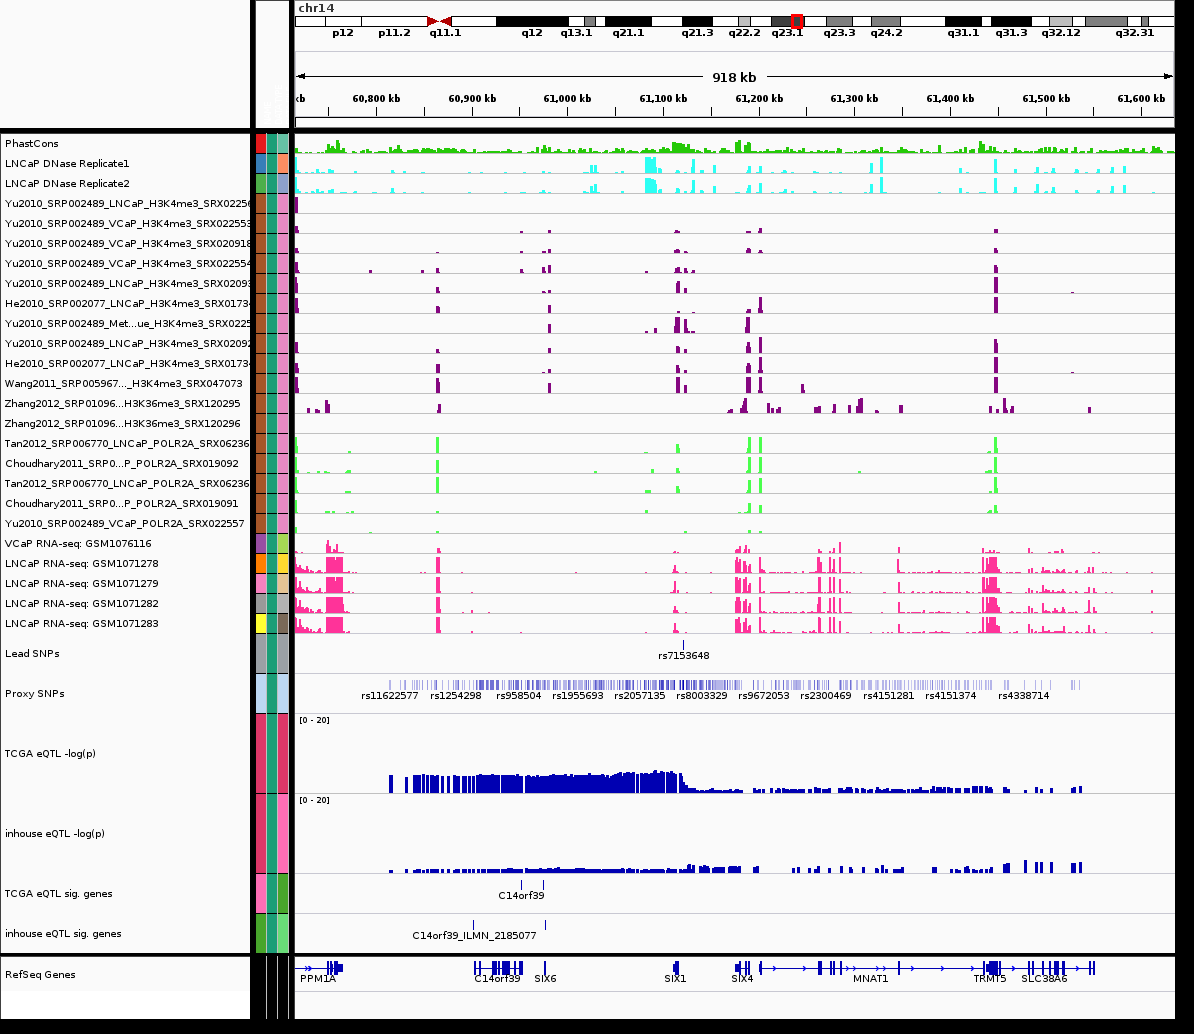 chr14
p12 p11.2 q11.1 q12 q13.1 q21.1 q21.3 q22.2 q23.1 q23.3 q24.2 q31.1 q31.3 q32.12 q32.31
918 kb
kb 60,800 kb 60,900 kb 61,000 kb 61,100 kb 61,200 kb 61,300 kb 61,400 kb 61,500 kb 61,600 kb
PhastCons
LNCaP DNase Replicate1
LNCaP DNase Replicate2
Yu2010_SRP002489_LNCaP_H3K4me3_SRX02250
Yu2010_SRP002489_VCaP_H3K4me3_SRX022553
Yu2010_SRP002489_VCaP_H3K4me3_SRX020918
Yu2010_SRP002489_VCaP_H3K4me3_SRX022554
Yu2010_SRP002489_LNCaP_H3K4me3_SRX02093
He2010_SRP002077_LNCaP_H3K4me3_SRX01734
Yu2010_SRP002489_Met...ue_H3K4me3_SRX0225
Yu2010_SRP002489_LNCaP_H3K4me3_SRX02092
He2010_SRP002077_LNCaP_H3K4me3_SRX01734
Wang2011_SRP005967..._H3K4me3_SRX047073
Zhang2012_SRP01096...H3K36me3_SRX120295
Zhang2012_SRP01096...H3K36me3_SRX120296
Tan2012_SRP006770_LNCaP_POLR2A_SRX06236
Choudhary2011_SRP0...P_POLR2A_SRX019092
Tan2012_SRP006770_LNCaP_POLR2A_SRX06236
Choudhary2011_SRP0...P_POLR2A_SRX019091
Yu2010_SRP002489_VCaP_POLR2A_SRX022557
VCaP RNA-seq: GSM1076116
LNCaP RNA-seq: GSM1071278
LNCaP RNA-seq: GSM1071279
LNCaP RNA-seq: GSM1071282
LNCaP RNA-seq: GSM1071283
Lead SNPs
rs7153648
Proxy SNPs
rs11622577 rs1254298 rs958504 rs1955693 rs2057135 rs8003329 rs9672053 rs2300469 rs4151281 rs4151374 rs4338714
[0 - 20]
TCGA eQTL -log(p)
[0 - 20]
inhouse eQTL -log(p)
TCGA eQTL sig. genes
C14orf39
inhouse eQTL sig. genes
C14orf39_ILMN_2185077
RefSeq Genes
PPM1A C14orf39 SIX6 SIX1 SIX4 MNAT1 TRMT5 SLC38A6